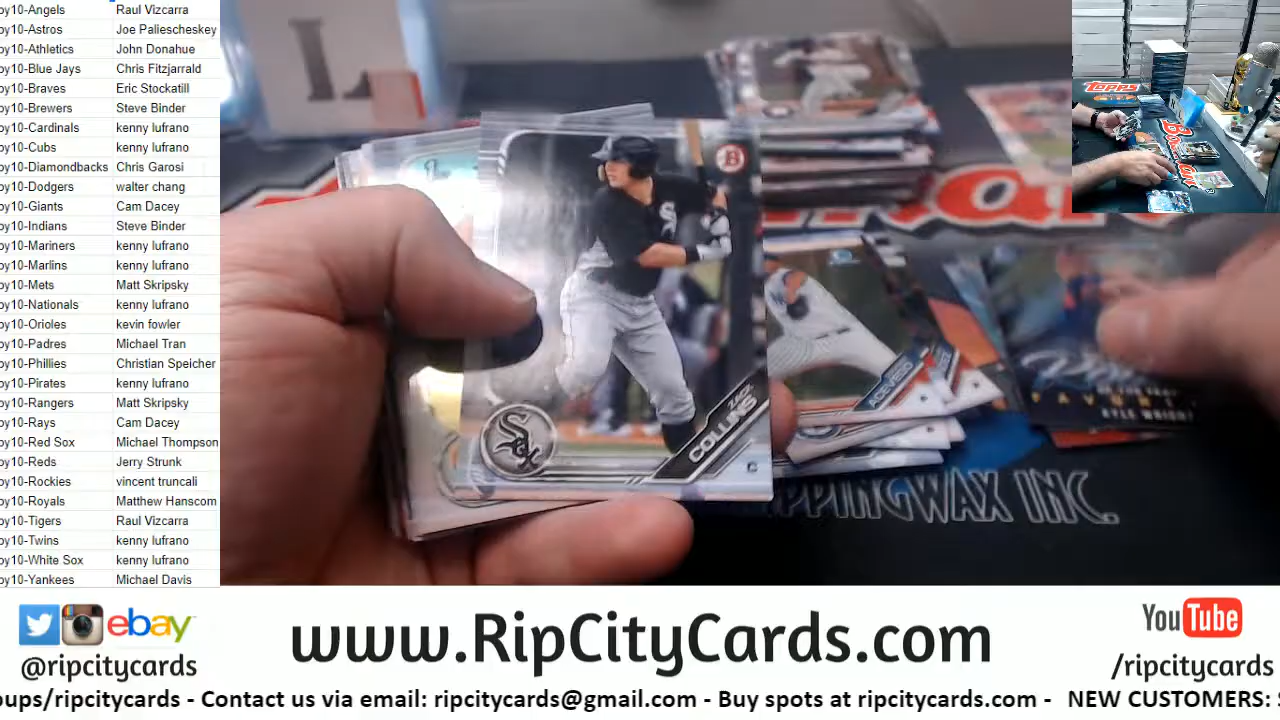 oy10-Angels Raul Vizcarra
oy10-Astros Joe Paliescheskey
oy10-Athletics John Donahue
oy10-Blue Jays Chris Fitzjarrald
oy10-Braves Eric Stockatill
oy10-Brewers Steve Binder
oy10-Cardinals kenny lufrano
oy10-Cubs kenny lufrano
oy10-Diamondbacks Chris Garosi
oy10-Dodgers walter chang
oy10-Giants Cam Dacey
oy10-Indians Steve Binder
oy10-Mariners kenny lufrano
oy10-Marlins kenny lufrano
oy10-Mets Matt Skripsky
oy10-Nationals kenny lufrano
oy10-Orioles kevin fowler
oy10-Padres Michael Tran
oy10-Phillies Christian Speicher
oy10-Pirates kenny lufrano
oy10-Rangers Matt Skripsky
oy10-Rays Cam Dacey
oy10-Red Sox Michael Thompson
oy10-Reds Jerry Strunk
oy10-Rockies vincent truncali
oy10-Royals Matthew Hanscom
oy10-Tigers Raul Vizcarra
oy10-Twins kenny lufrano
oy10-White Sox kenny lufrano
oy10-Yankees Michael Davis
B
Sox
ZACK
COLLINS
C
ACEVEDO
KYLE WRIGHT
PPINGWAX INC.
Topps
Bowman
ebay
@ripcitycards
www.RipCityCards.com
YouTube
/ripcitycards
oups/ripcitycards - Contact us via email: ripcitycards@gmail.com - Buy spots at ripcitycards.com - NEW CUSTOMERS: S